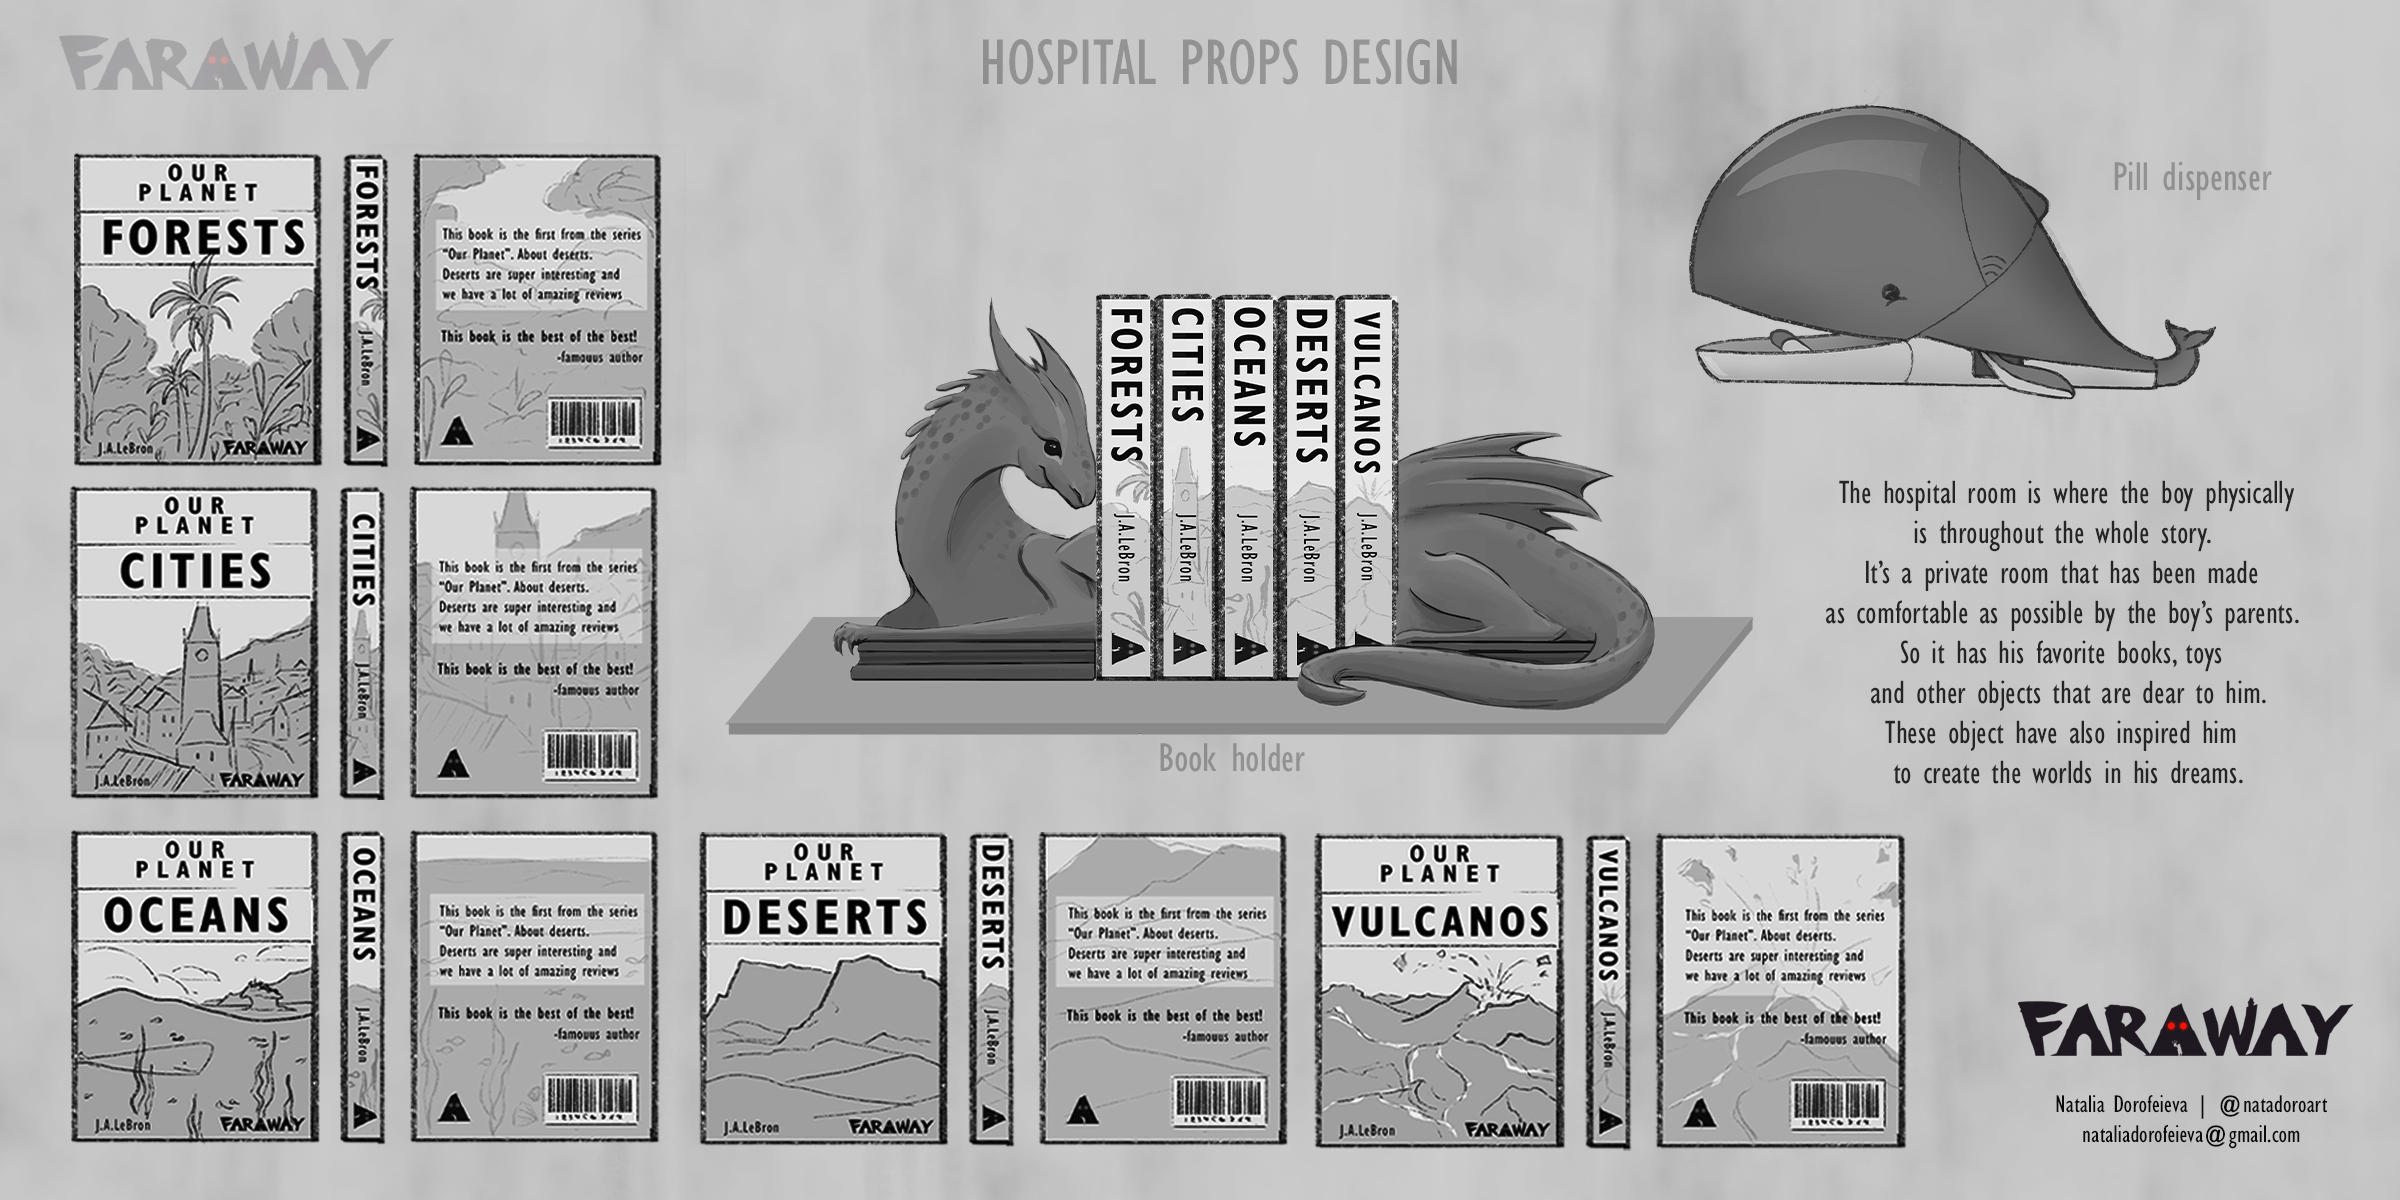 FARAWAY
HOSPITAL PROPS DESIGN
OUR
PLANET
FORESTS
J.A.LeBron
FARAWAY
FORESTS
J.A.LeBron
This book is the first from the series
"Our Planet". About deserts.
Deserts are super interesting and
we have a lot of amazing reviews
This book is the best of the best!
-famouus author
OUR
PLANET
CITIES
J.A.LeBron
FARAWAY
CITIES
J.A.LeBron
This book is the first from the series
"Our Planet". About deserts.
Deserts are super interesting and
we have a lot of amazing reviews
This book is the best of the best!
-famouus author
OUR
PLANET
OCEANS
J.A.LeBron
FARAWAY
OCEANS
J.A.LeBron
This book is the first from the series
"Our Planet". About deserts.
Deserts are super interesting and
we have a lot of amazing reviews
This book is the best of the best!
-famouus author
FORESTS
J.A.LeBron
CITIES
J.A.LeBron
OCEANS
J.A.LeBron
DESERTS
J.A.LeBron
VULCANOS
J.A.LeBron
Book holder
OUR
PLANET
DESERTS
J.A.LeBron
FARAWAY
DESERTS
J.A.LeBron
This book is the first from the series
"Our Planet". About deserts.
Deserts are super interesting and
we have a lot of amazing reviews
This book is the best of the best!
-famouus author
OUR
PLANET
VULCANOS
J.A.LeBron
FARAWAY
VULCANOS
J.A.LeBron
This book is the first from the series
"Our Planet". About deserts.
Deserts are super interesting and
we have a lot of amazing reviews
This book is the best of the best!
-famouus author
Pill dispenser
The hospital room is where the boy physically
is throughout the whole story.
It's a private room that has been made
as comfortable as possible by the boy's parents.
So it has his favorite books, toys
and other objects that are dear to him.
These object have also inspired him
to create the worlds in his dreams.
FARAWAY
Natalia Dorofeieva | @natadoroart
nataliadorofeieva@gmail.com